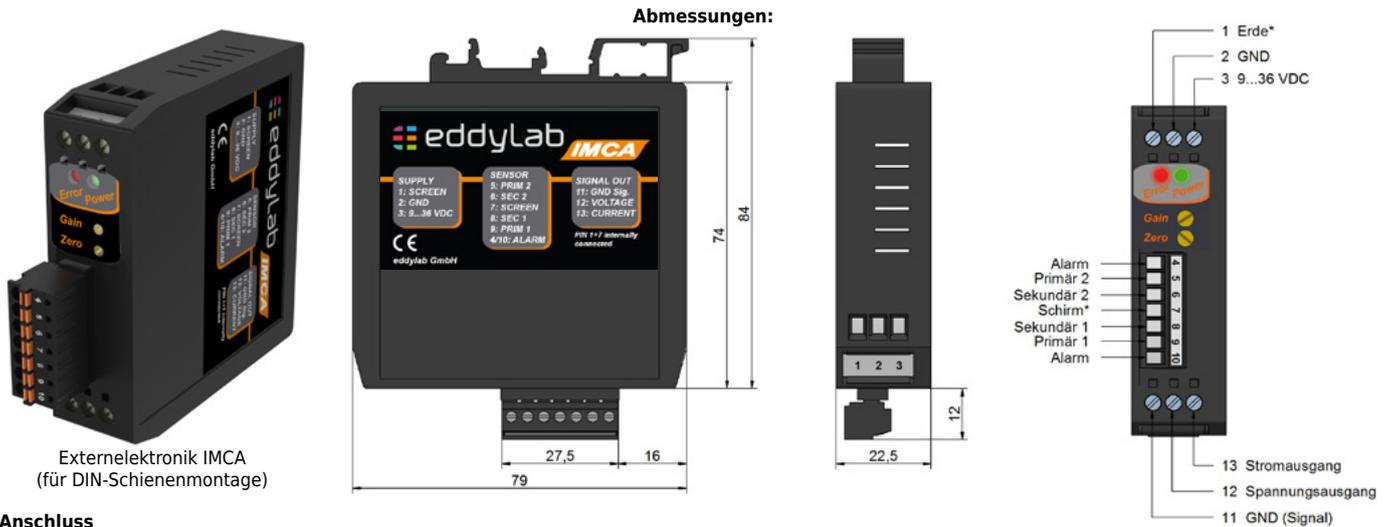 Abmessungen:
Error
Power
Gain
Zero
eddyLab
IMCA
SUPPLY
1: SCREEN
2: GND
3: 9...36 VDC
SENSOR
5: PRIM 2
6: SEC 2
7: SCREEN
8: SEC 1
9: PRIM 1
4/10: ALARM
SIGNAL OUT
11: GND Sig.
12: VOLTAGE
13: CURRENT
PIN 1+7 internally
connected
CE
eddylab GmbH
74
84
27,5
16
79
1 2 3
12
22,5
1 Erde*
2 GND
3 9...36 VDC
Error Power
Gain
Zero
Alarm 4
Primär 2 5
Sekundär 2 6
Schirm* 7
Sekundär 1 8
Primär 1 9
Alarm 10
13 Stromausgang
12 Spannungsausgang
11 GND (Signal)
Externelektronik IMCA
(für DIN-Schienenmontage)
Anschluss